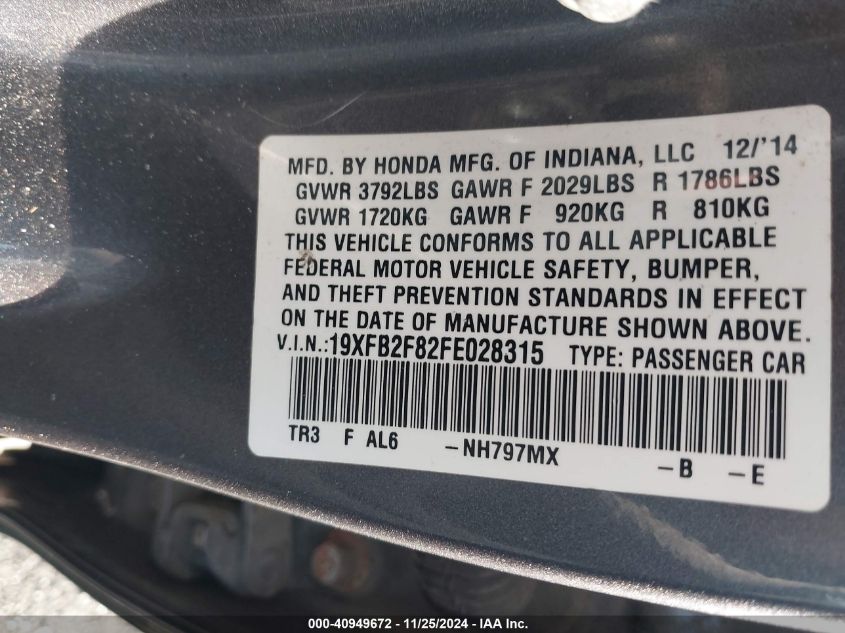 MFD. BY HONDA MFG. OF INDIANA, LLC 12/'14
GVWR 3792LBS GAWR F 2029LBS R 1786LBS
GVWR 1720KG GAWR F 920KG R 810KG
THIS VEHICLE CONFORMS TO ALL APPLICABLE
FEDERAL MOTOR VEHICLE SAFETY, BUMPER,
AND THEFT PREVENTION STANDARDS IN EFFECT
ON THE DATE OF MANUFACTURE SHOWN ABOVE.
V.I.N.:19XFB2F82FE028315 TYPE: PASSENGER CAR
TR3 F AL6 -NH797MX -B -E
000-40949672 - 11/25/2024 - IAA Inc.